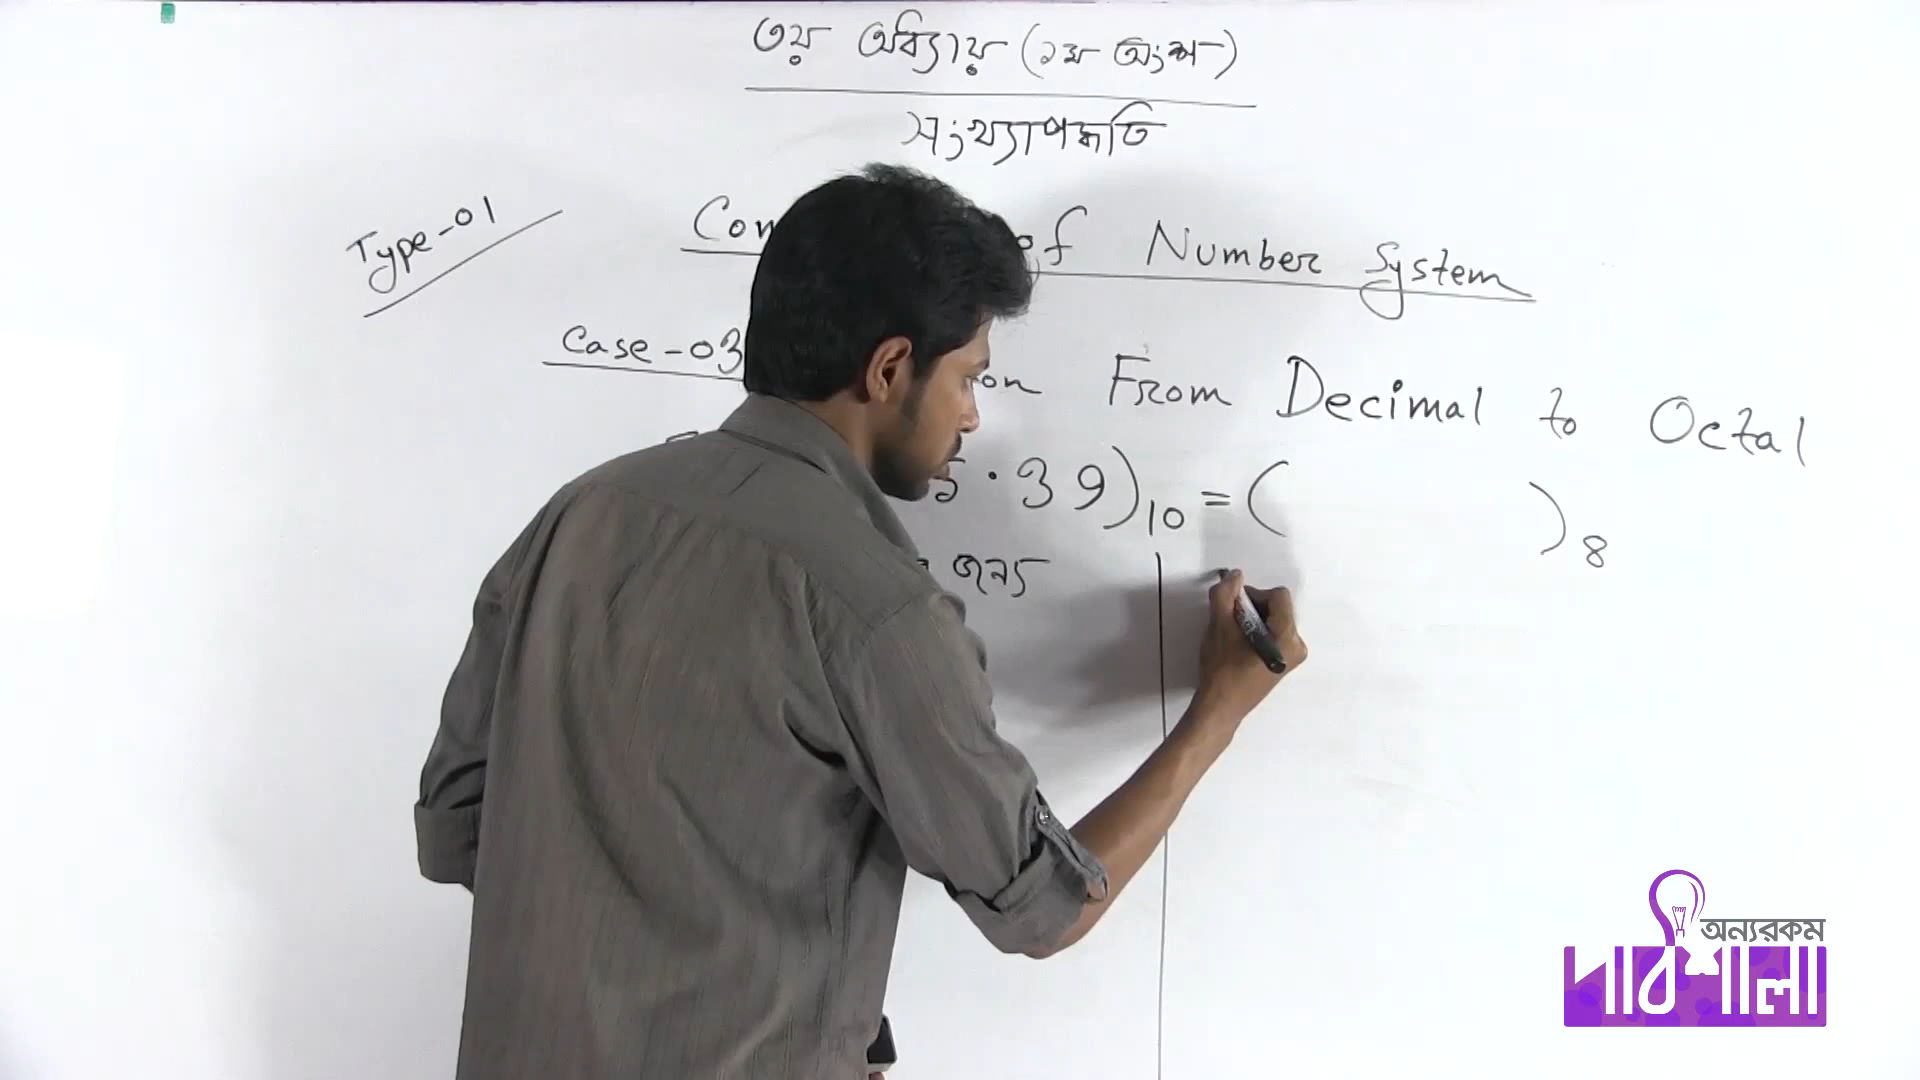 ৩য় অধ্যায় (১ম অংশ)
সংখ্যাপদ্ধতি
Type-01
Con of Number System
Case-03 on From Decimal to Octal
5.39)10 = ( )8
জন্য
অন্যরকম
পাঠশালা